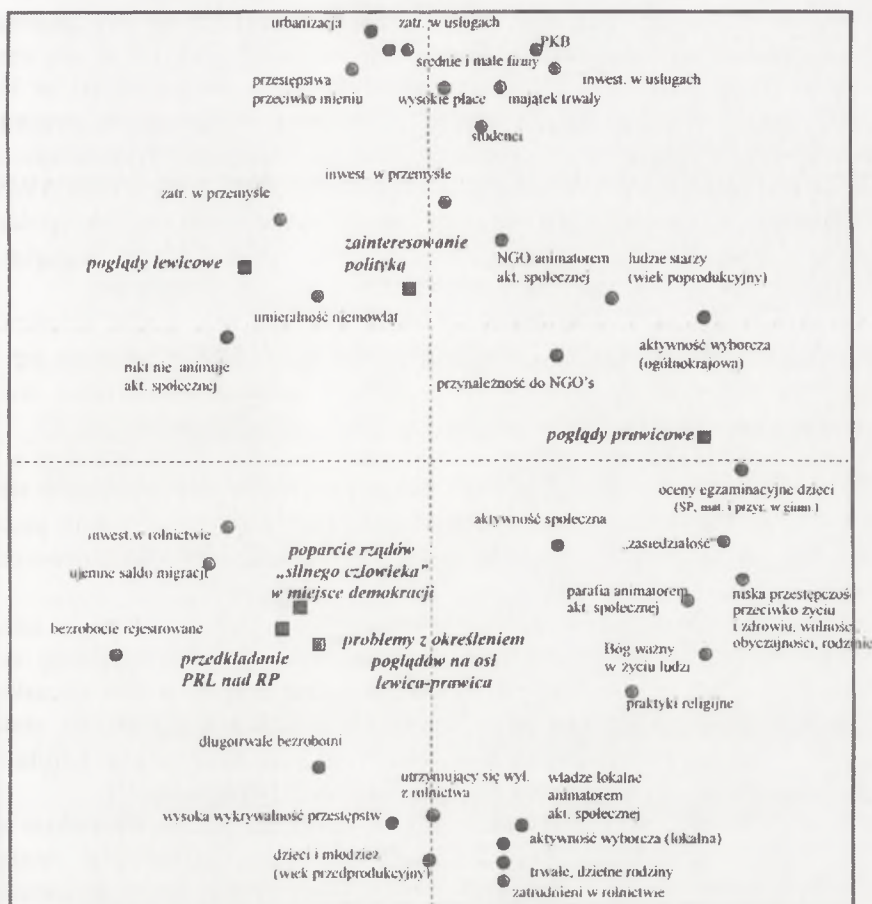 urbanizacja
zatr. w usługach
PKB
średnie i małe firmy
inwest. w usługach
przestępstwa
przeciwko mieniu
wysokie płace
majątek trwały
studenci
inwest. w przemyśle
zatr. w przemyśle
zainteresowanie
polityką
poglądy lewicowe
NGO animatorem
akt. społecznej
ludzie starzy
(wiek poprodukcyjny)
umieralność niemowląt
aktywność wyborcza
(ogólnokrajowa)
nikt nie animuje
akt. społecznej
przynależność do NGO's
poglądy prawicowe
oceny egzaminacyjne dzieci
(SP, mat. i przyr. w gimn.)
inwest.w rolnictwie
aktywność społeczna
„zasiedziałość"
poparcie rządów
„silnego człowieka"
w miejsce demokracji
ujemne saldo migracji
parafia animatorem
akt. społecznej
niska przestępczość
przeciwko życiu
i zdrowiu, wolności,
obyczajności, rodzinie
bezrobocie rejestrowane
przedkładanie
PRL nad RP
problemy z określeniem
poglądów na osi
lewica-prawica
Bóg ważny
w życiu ludzi
praktyki religijne
długotrwale bezrobotni
utrzymujący się wył.
z rolnictwa
władze lokalne
animatorem
akt. społecznej
wysoka wykrywalność przestępstw
aktywność wyborcza (lokalna)
dzieci i młodzież
(wiek przedprodukcyjny)
trwałe, dzietne rodziny
zatrudnieni w rolnictwie